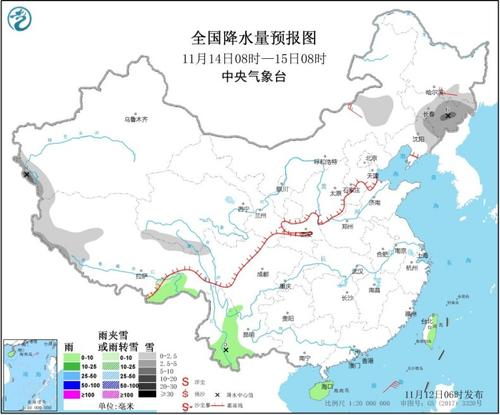 全国降水量预报图
11月14日08时—15日08时
中央气象台
哈尔滨
长春
乌鲁木齐
沈阳
呼和浩特
北京
天津
银川
太原
石家庄
济南
西宁
兰州
郑州
拉萨
成都
武汉
合肥
南京
上海
杭州
重庆
长沙
南昌
贵阳
福州
台北
昆明
南宁
广州
香港
澳门
海口
雨
雨夹雪
或雨转雪
雪
0-10
10-25
25-50
50-100
≥100
0-10
10-25
25-50
50-100
≥100
0-2.5
2.5-5
5-10
10-20
20-30
≥30
单位:毫米
浮尘
扬沙
沙尘暴
降水中心值
霜冻线
比例尺 1:20 000 000
11月12日06时发布
审图号:GS (2017) 3320号